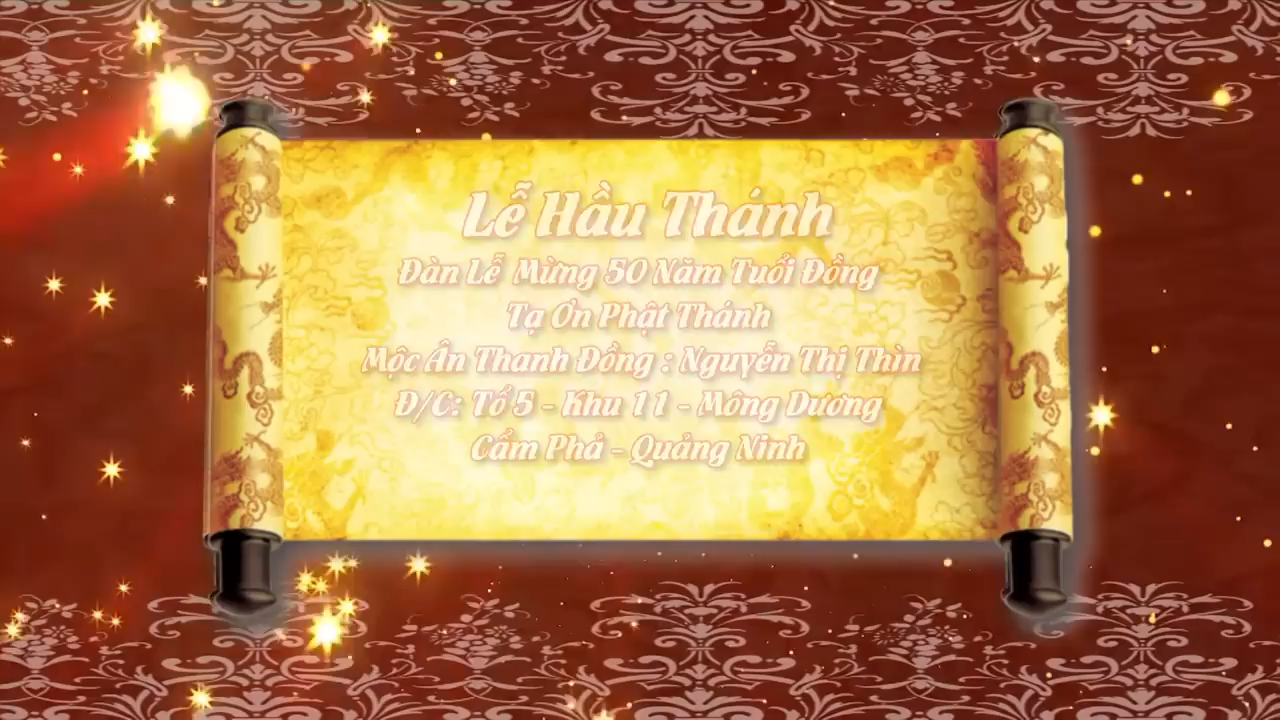 Lễ Hầu Thánh
Đàn Lễ Mừng 50 Năm Tuổi Đồng
Tạ Ơn Phật Thánh
Mộc Ân Thanh Đồng : Nguyễn Thị Thìn
Đ/C: Tổ 5 - Khu 11 - Mông Dương
Cẩm Phả - Quảng Ninh